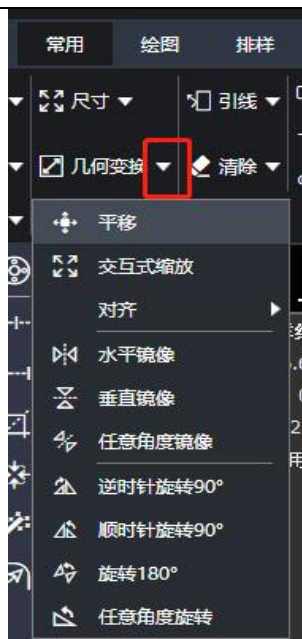 常用 绘图 排样
尺寸 引线
几何变换 清除
平移
交互式缩放
对齐
水平镜像
垂直镜像
任意角度镜像
逆时针旋转90°
顺时针旋转90°
旋转180°
任意角度旋转